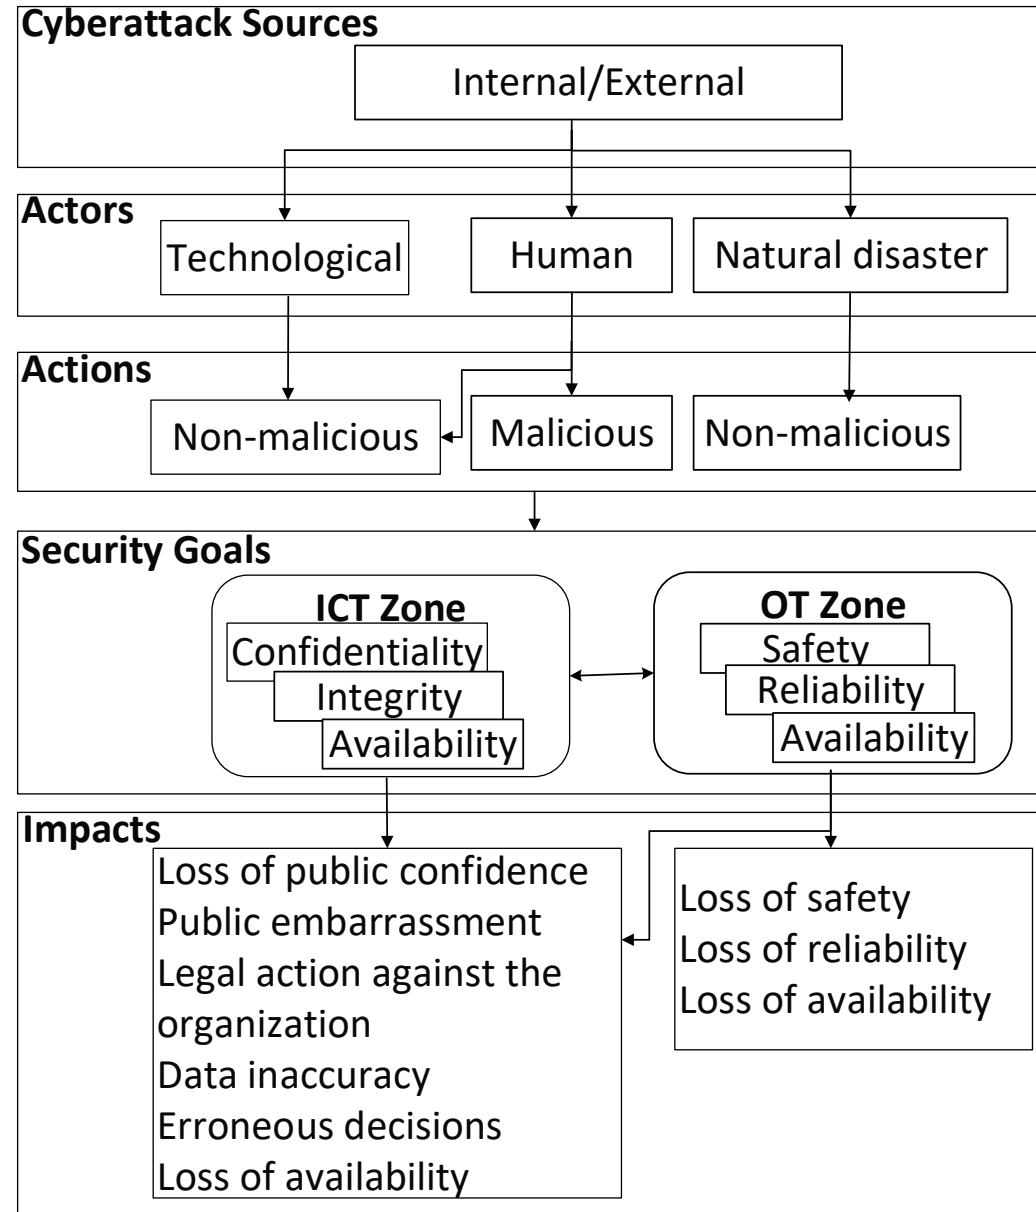 Cyberattack Sources
Internal/External
Actors
Technological
Human
Natural disaster
Actions
Non-malicious
Malicious
Non-malicious
Security Goals
ICT Zone
Confidentiality
Integrity
Availability
OT Zone
Safety
Reliability
Availability
Impacts
Loss of public confidence
Public embarrassment
Legal action against the
organization
Data inaccuracy
Erroneous decisions
Loss of availability
Loss of safety
Loss of reliability
Loss of availability